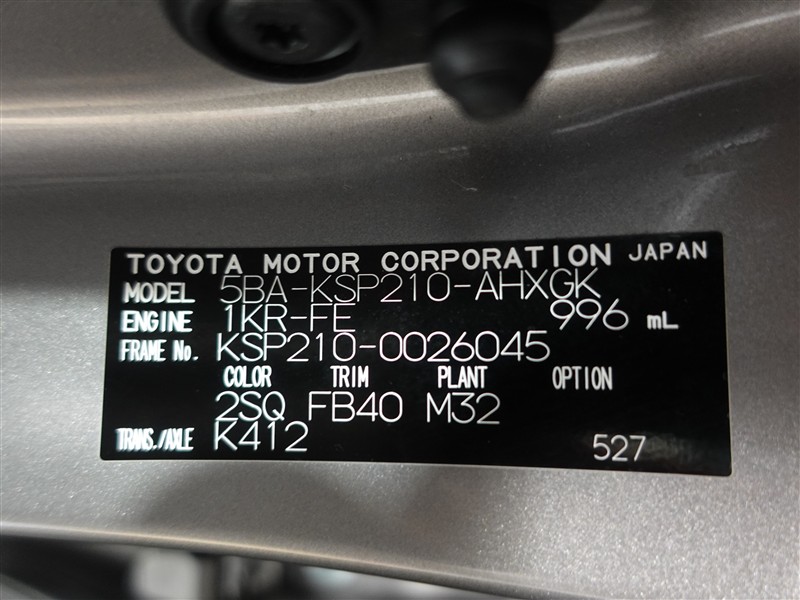 TOYOTA MOTOR CORPORATION JAPAN
MODEL 5BA-KSP210-AHXGK
ENGINE 1KR-FE 996 mL
FRAME No. KSP210-0026045
COLOR TRIM PLANT OPTION
2SQ FB40 M32
TRANS./AXLE K412
527